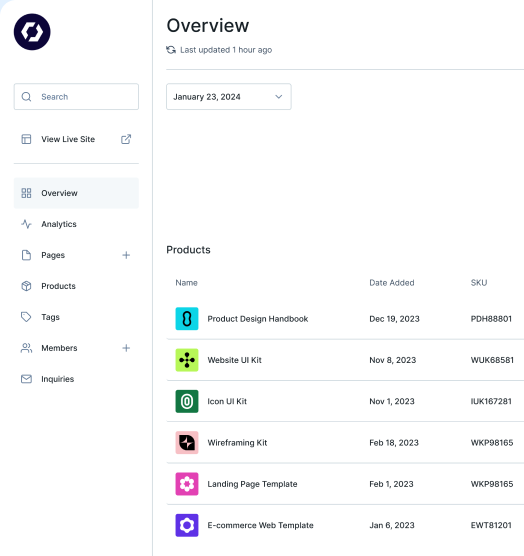 Overview
Last updated 1 hour ago
Search
January 23, 2024
View Live Site
Overview
Analytics
Pages
Products
Tags
Members
Inquiries
Products
Name Date Added SKU
Product Design Handbook Dec 19, 2023 PDH88801
Website UI Kit Nov 8, 2023 WUK68581
Icon UI Kit Nov 1, 2023 IUK167281
Wireframing Kit Feb 18, 2023 WKP98165
Landing Page Template Feb 1, 2023 WKP98165
E-commerce Web Template Jan 6, 2023 EWT81201